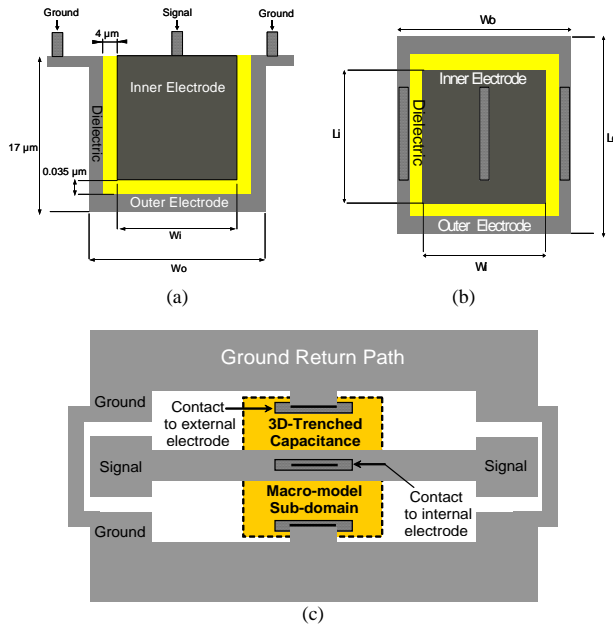 Ground
Signal
Ground
4 µm
Inner Electrode
Dielectric
17 µm
0.035 µm
Outer Electrode
Wi
Wo
(a)
Wo
Inner Electrode
Dielectric
Li
Outer Electrode
Wi
(b)
Ground Return Path
Ground
Contact
to external
electrode
3D-Trenched
Capacitance
Signal
Signal
Macro-model
Sub-domain
Contact
to internal
electrode
Ground
(c)